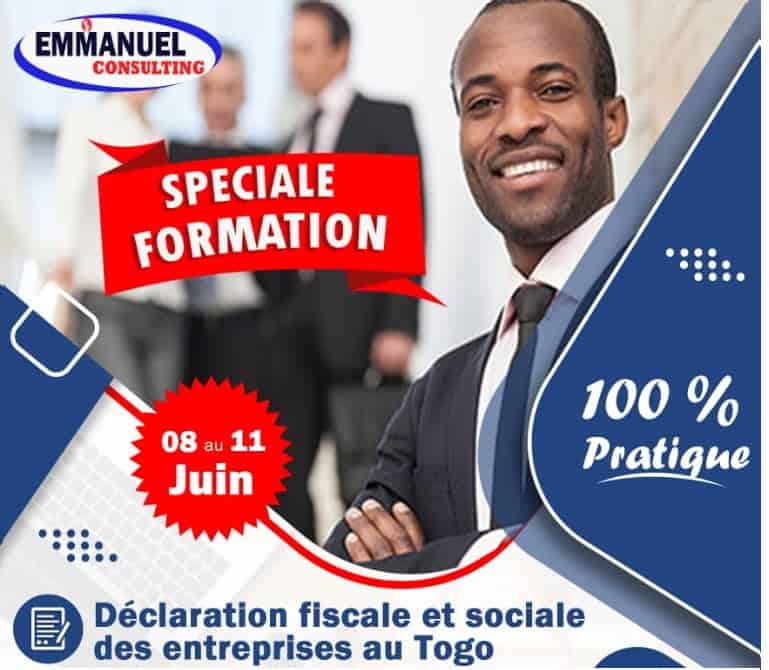 EMMANUEL
CONSULTING
SPECIALE
FORMATION
08 au 11
Juin
100 %
Pratique
Déclaration fiscale et sociale
des entreprises au Togo